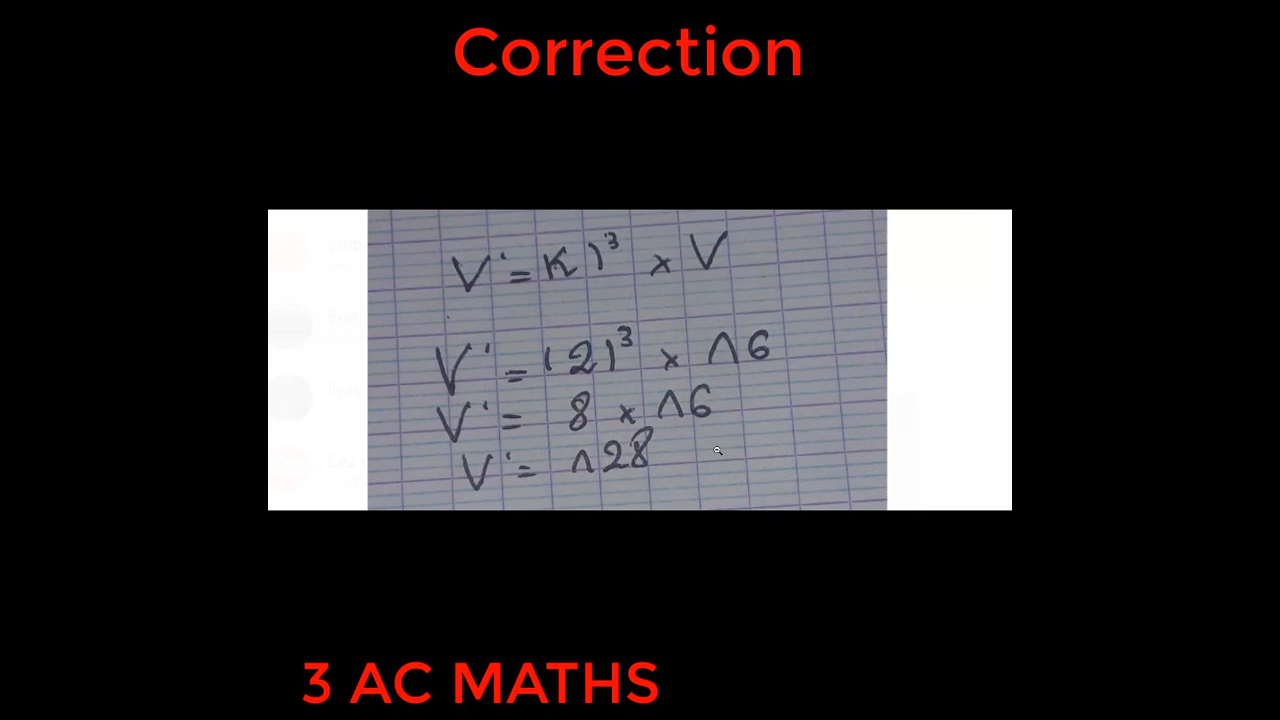 Correction
V' = K)³ × V
V' = (2)³ × 16
V' = 8 × 16
V' = 128
3 AC MATHS